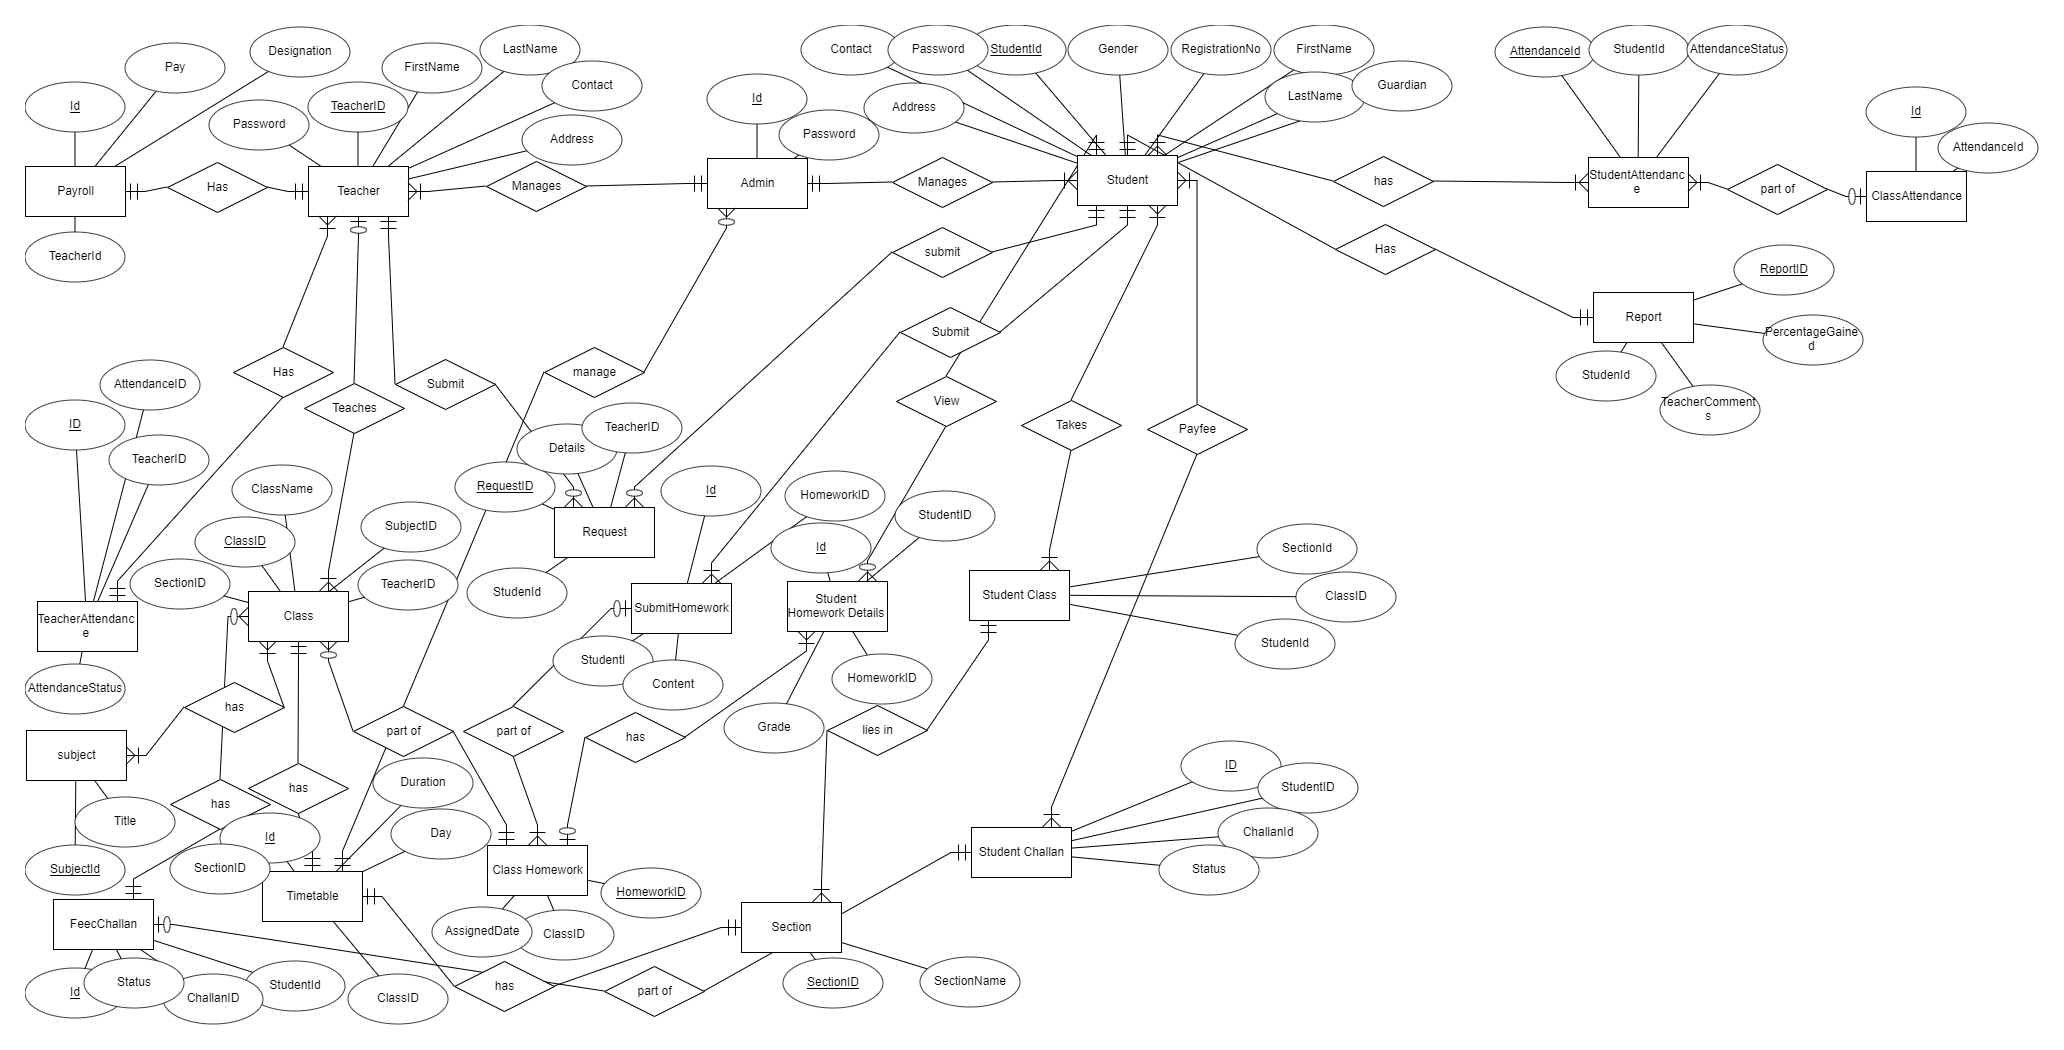 Contact
Password
StudentId
Gender
RegistrationNo
FirstName
AttendanceId
StudentId
AttendanceStatus
Designation
LastName
Pay
FirstName
Contact
Guardian
LastName
Id
Id
TeacherID
Address
Id
Password
Password
Address
Id
AttendanceId
Payroll
Has
Teacher
Manages
Admin
Manages
Student
has
StudentAttendanc
e
part of
ClassAttendance
TeacherId
submit
Has
ReportID
Report
PercentageGaine
d
StudenId
TeacherComment
s
Submit
Has
Teaches
Submit
manage
View
Takes
Payfee
AttendanceID
ID
TeacherID
Details
TeacherID
RequestID
Request
StudenId
ClassName
ClassID
SubjectID
SectionID
TeacherID
Class
Id
HomeworkID
Id
StudentID
SubmitHomework
Student
Homework Details
Student Class
SectionId
ClassID
StudenId
TeacherAttendanc
e
AttendanceStatus
StudentI
Content
HomeworkID
Grade
has
part of
part of
has
lies in
subject
Title
SubjectId
has
has
Duration
Day
Id
SectionID
Timetable
Class Homework
HomeworkID
AssignedDate
ClassID
ID
StudentID
ChallanId
Status
Student Challan
FeecChallan
Id
Status
ChallanID
StudentId
ClassID
has
part of
Section
SectionID
SectionName